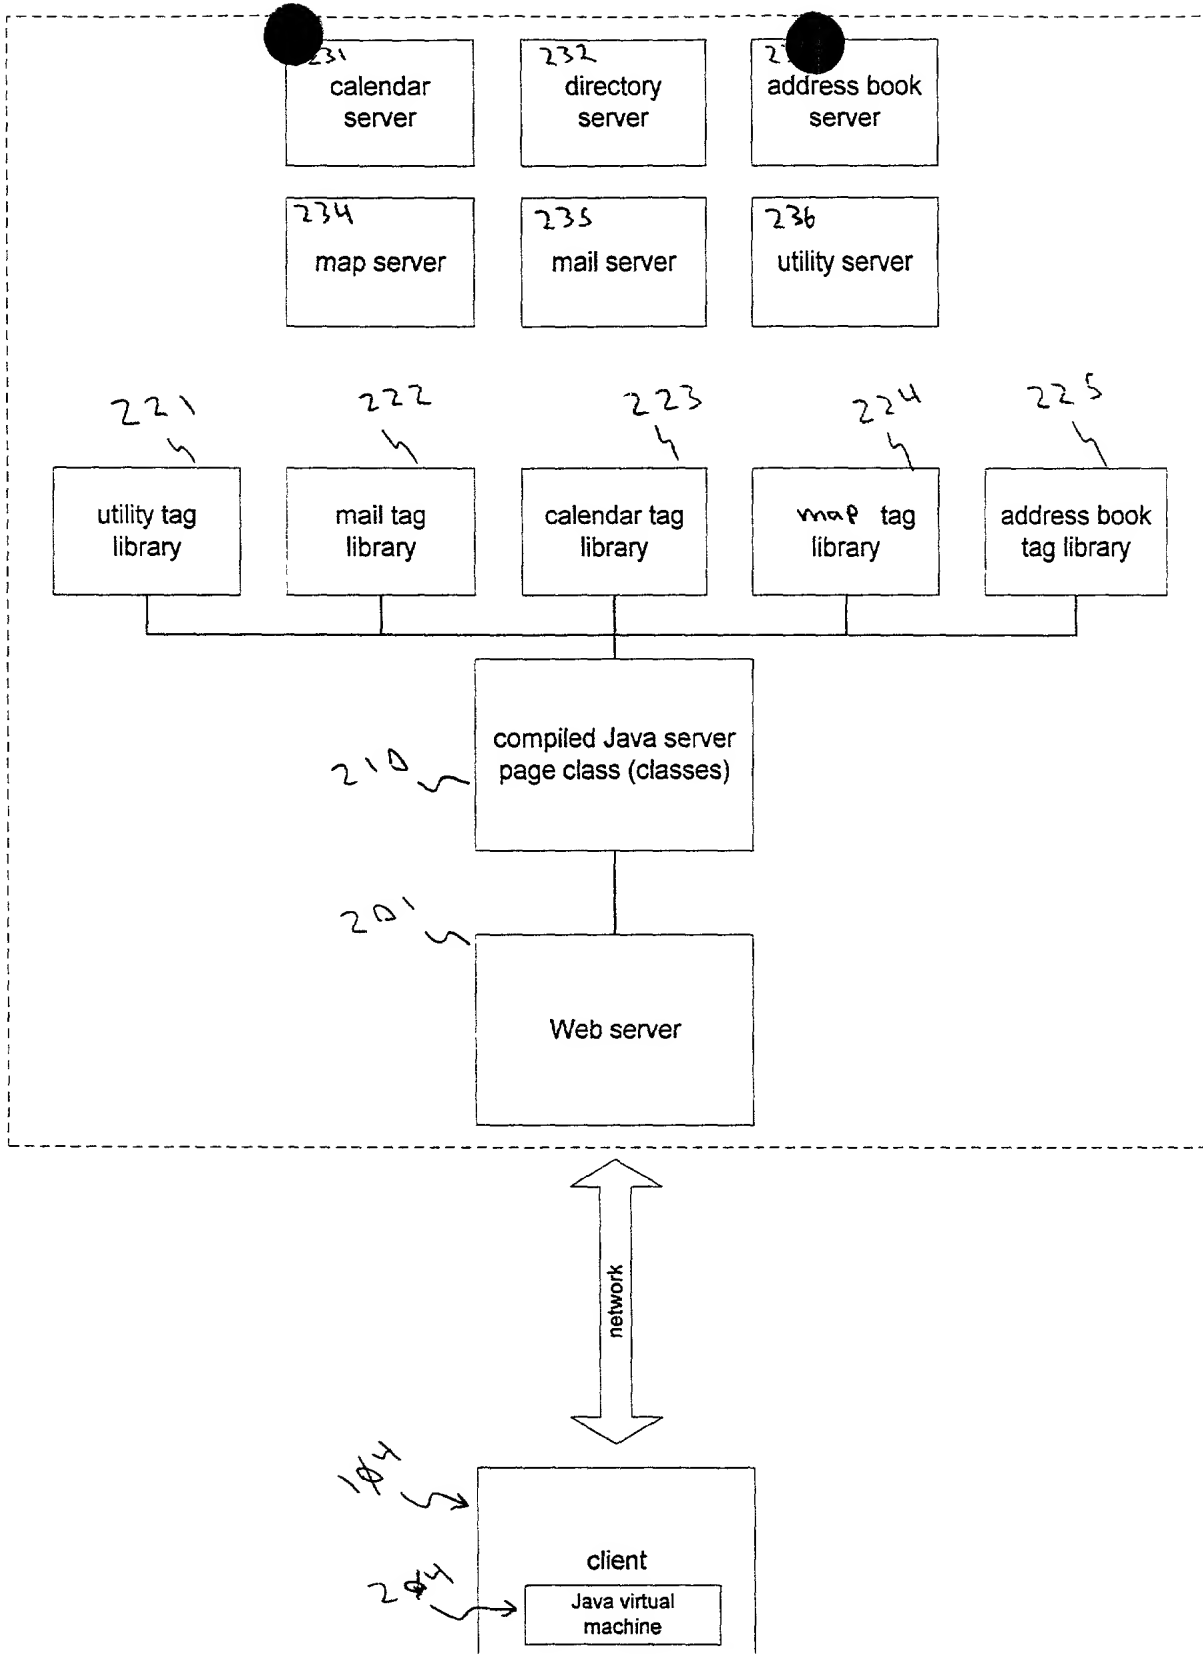 231
calendar
server
232
directory
server
address book
server
234
map server
235
mail server
236
utility server
221
222
223
224
225
utility tag
library
mail tag
library
calendar tag
library
map tag
library
address book
tag library
210
compiled Java server
page class (classes)
201
Web server
network
104
client
204
Java virtual
machine